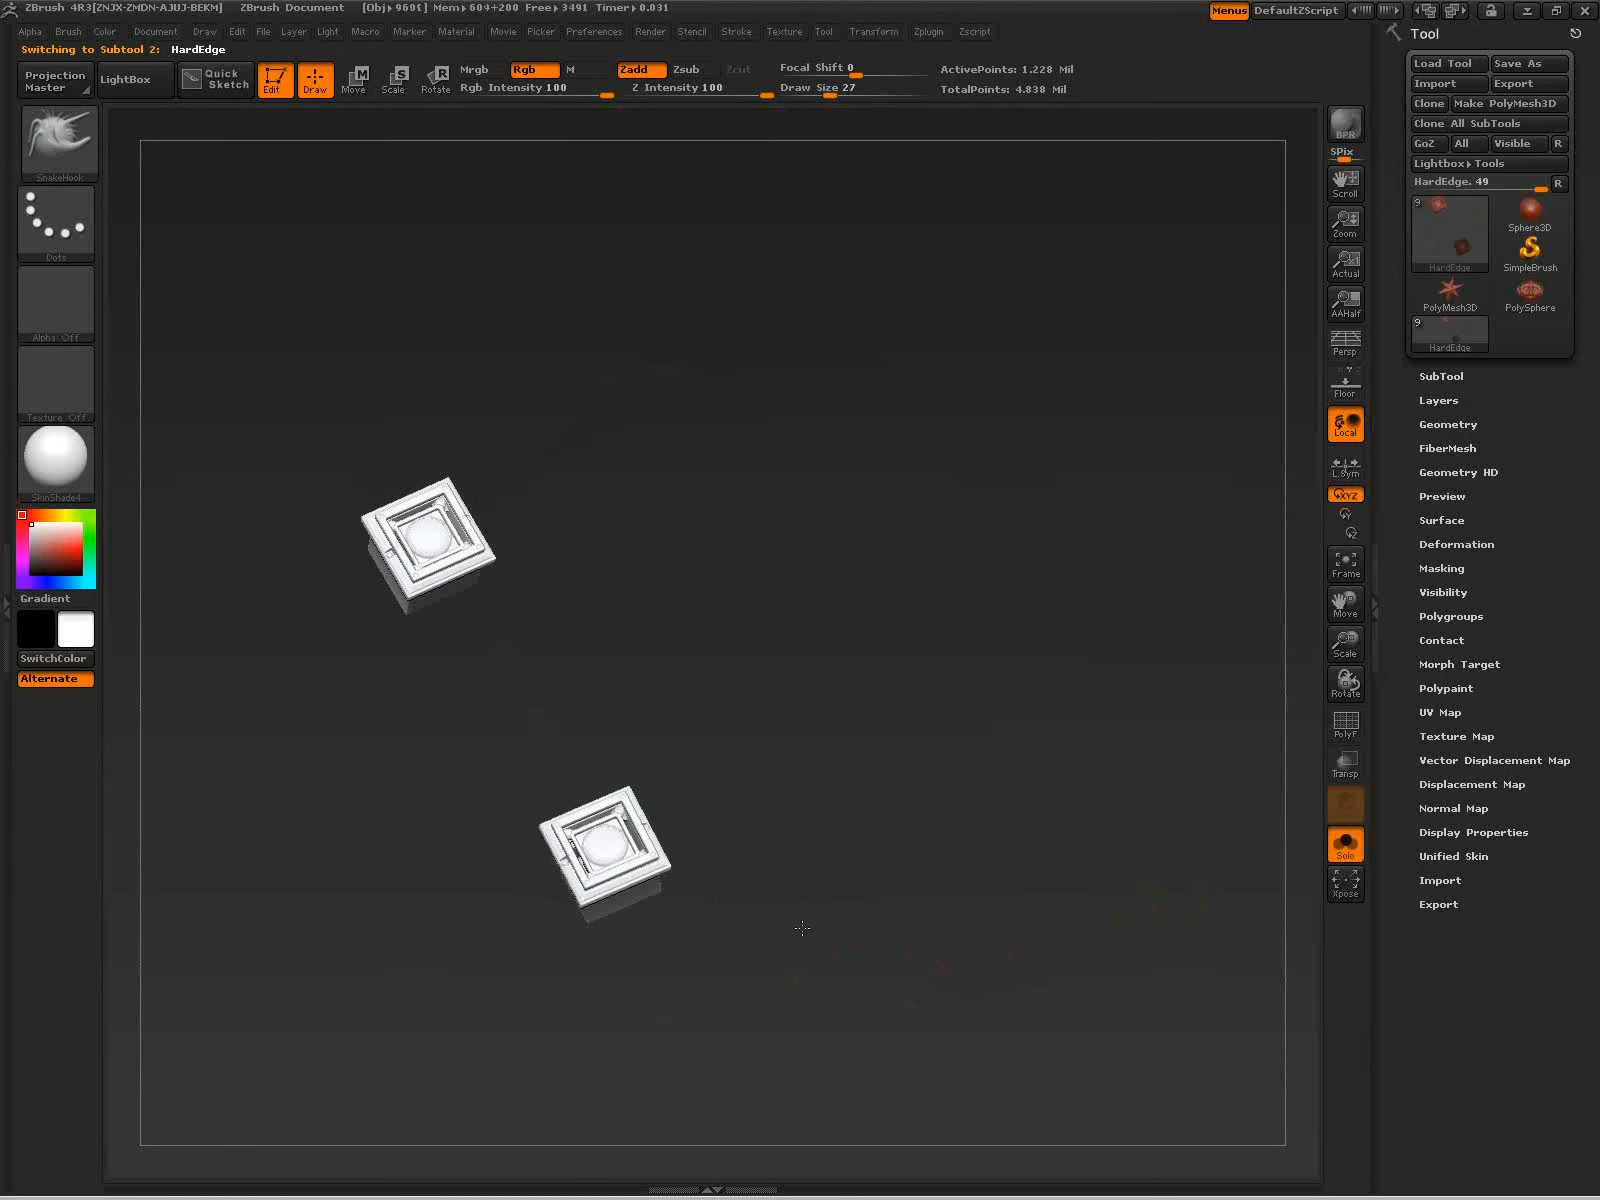 ZBrush 4R3[ZNJX-ZMDN-AJUJ-BEKM] ZBrush Document [Obj▸9691] Mem▸604+200 Free▸3491 Timer▸0.031 Menus DefaultZScript
Alpha Brush Color Document Draw Edit File Layer Light Macro Marker Material Movie Picker Preferences Render Stencil Stroke Texture Tool Transform Zplugin Zscript
Switching to Subtool 2: HardEdge
Projection Master
LightBox
Quick Sketch
Edit
Draw
Move
Scale
Rotate
Mrgb Rgb M
Rgb Intensity 100
Zadd Zsub Zcut
Z Intensity 100
Focal Shift 0
Draw Size 27
ActivePoints: 1.228 Mil
TotalPoints: 4.838 Mil
SnakeHook
Dots
Alpha Off
Texture Off
SkinShade4
Gradient
SwitchColor
Alternate
BPR
SPix
Scroll
Zoom
Actual
AAHalf
Persp
Floor
Local
L.Sym
XYZ
Frame
Move
Scale
Rotate
PolyF
Transp
Solo
Xpose
Tool
Load Tool Save As
Import Export
Clone Make PolyMesh3D
Clone All SubTools
GoZ All Visible R
Lightbox▸Tools
HardEdge. 49 R
9
HardEdge
Sphere3D
SimpleBrush
PolyMesh3D
PolySphere
9
HardEdge
SubTool
Layers
Geometry
FiberMesh
Geometry HD
Preview
Surface
Deformation
Masking
Visibility
Polygroups
Contact
Morph Target
Polypaint
UV Map
Texture Map
Vector Displacement Map
Displacement Map
Normal Map
Display Properties
Unified Skin
Import
Export